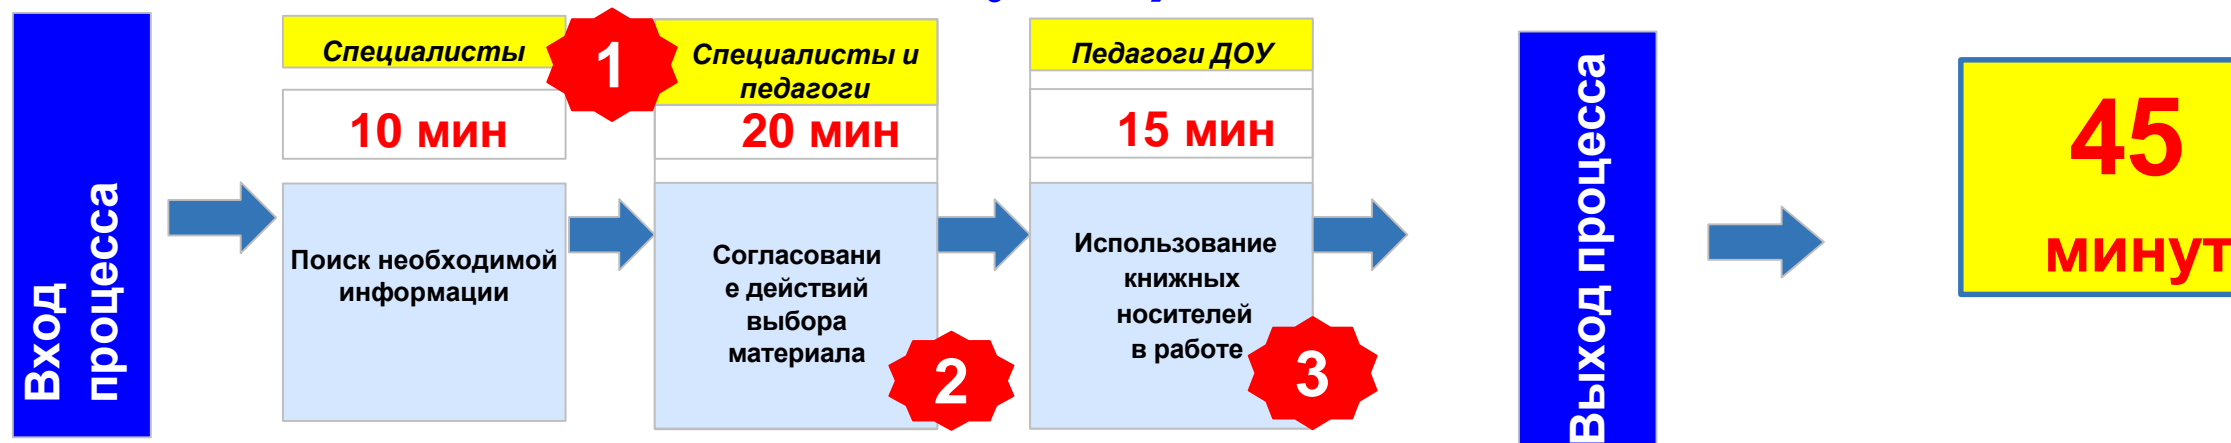 Вход
процесса
Специалисты
10 мин
Поиск необходимой
информации
1
Специалисты и
педагоги
20 мин
Согласовани
е действий
выбора
материала
2
Педагоги ДОУ
15 мин
Использование
книжных
носителей
в работе
3
Выход процесса
45
минут